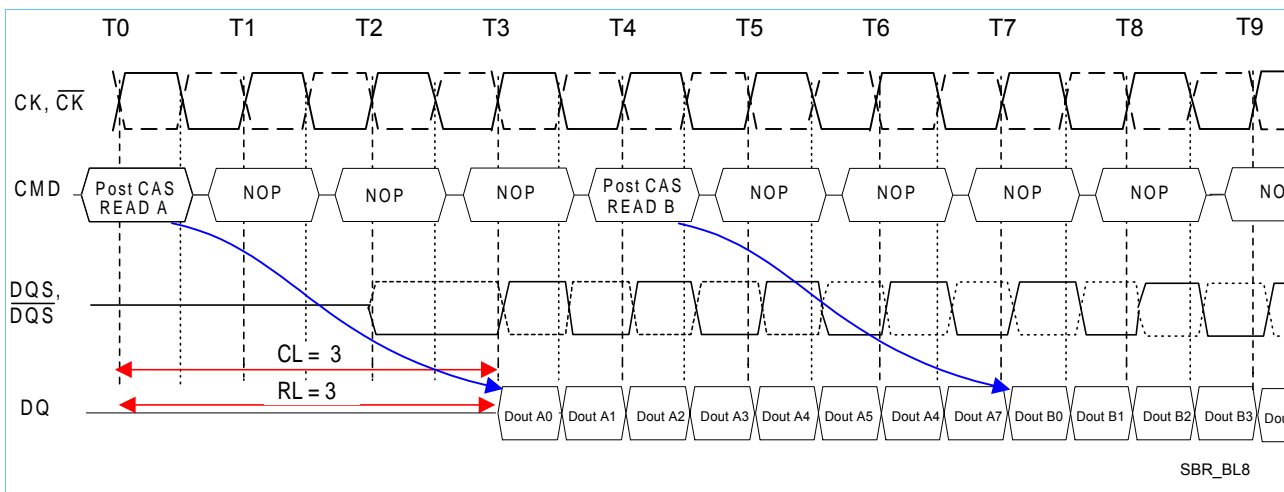 T0 T1 T2 T3 T4 T5 T6 T7 T8 T9
CK, CK
CMD
Post CAS
READ A
NOP
NOP
NOP
Post CAS
READ B
NOP
NOP
NOP
NOP
NO
DQS,
DQS
CL = 3
RL = 3
DQ
Dout A0 Dout A1 Dout A2 Dout A3 Dout A4 Dout A5 Dout A4 Dout A7 Dout B0 Dout B1 Dout B2 Dout B3 Dou
SBR_BL8